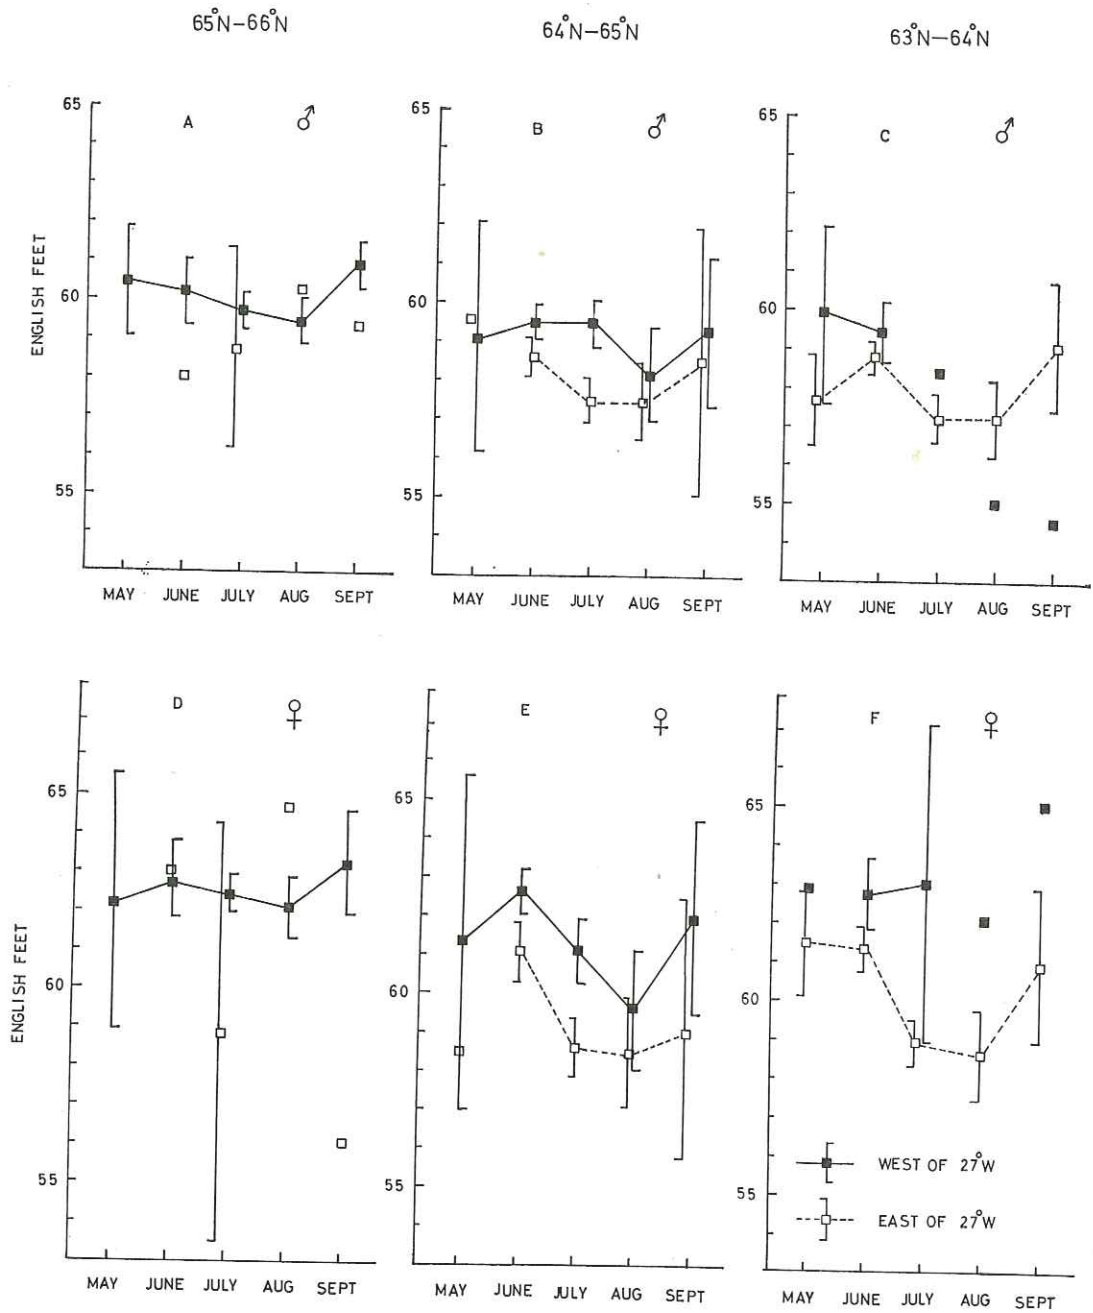 65°N–66°N 64°N–65°N 63°N–64°N
A ♂ B ♂ C ♂
65 65 65
60 60 60
55 55 55
ENGLISH FEET
MAY JUNE JULY AUG SEPT MAY JUNE JULY AUG SEPT MAY JUNE JULY AUG SEPT
D ♀ E ♀ F ♀
65 65 65
60 60 60
55 55 55
ENGLISH FEET
WEST OF 27°W
EAST OF 27°W
MAY JUNE JULY AUG SEPT MAY JUNE JULY AUG SEPT MAY JUNE JULY AUG SEPT